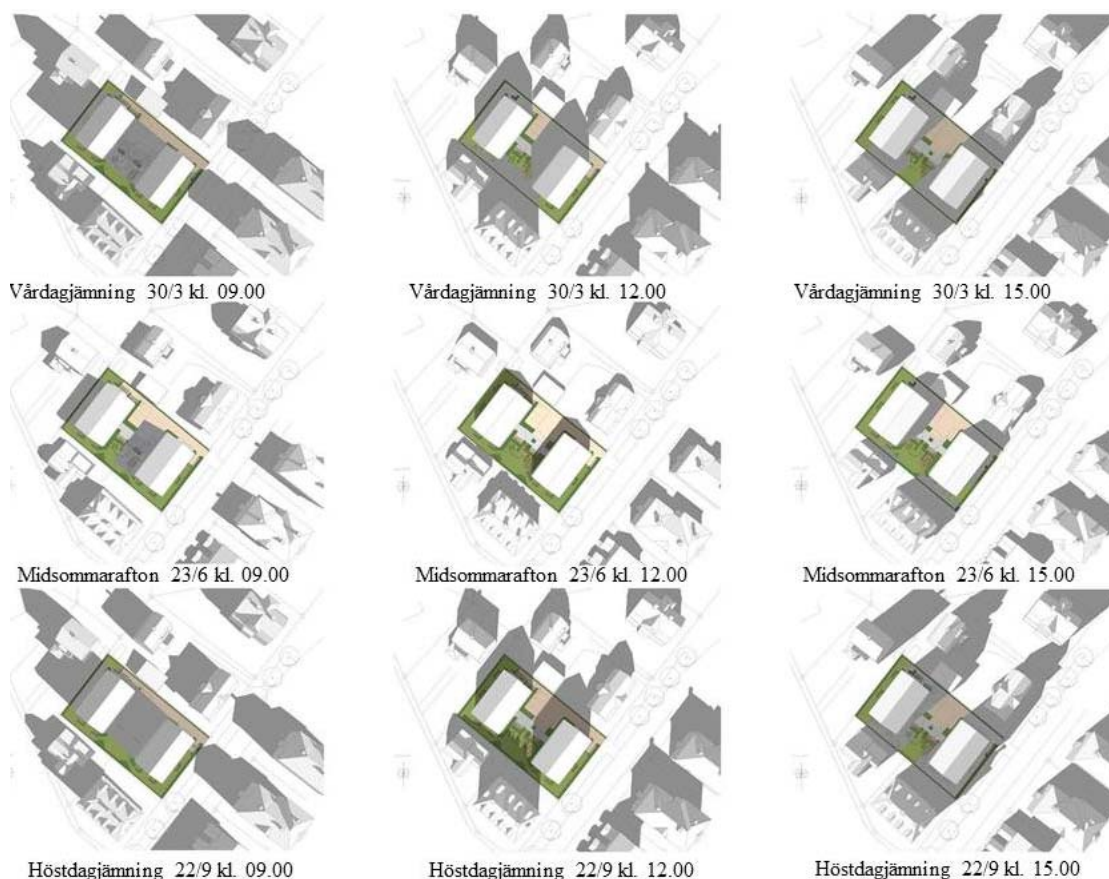 Vårdagjämning 30/3 kl. 09.00
Vårdagjämning 30/3 kl. 12.00
Vårdagjämning 30/3 kl. 15.00
Midsommarafton 23/6 kl. 09.00
Midsommarafton 23/6 kl. 12.00
Midsommarafton 23/6 kl. 15.00
Höstdagjämning 22/9 kl. 09.00
Höstdagjämning 22/9 kl. 12.00
Höstdagjämning 22/9 kl. 15.00